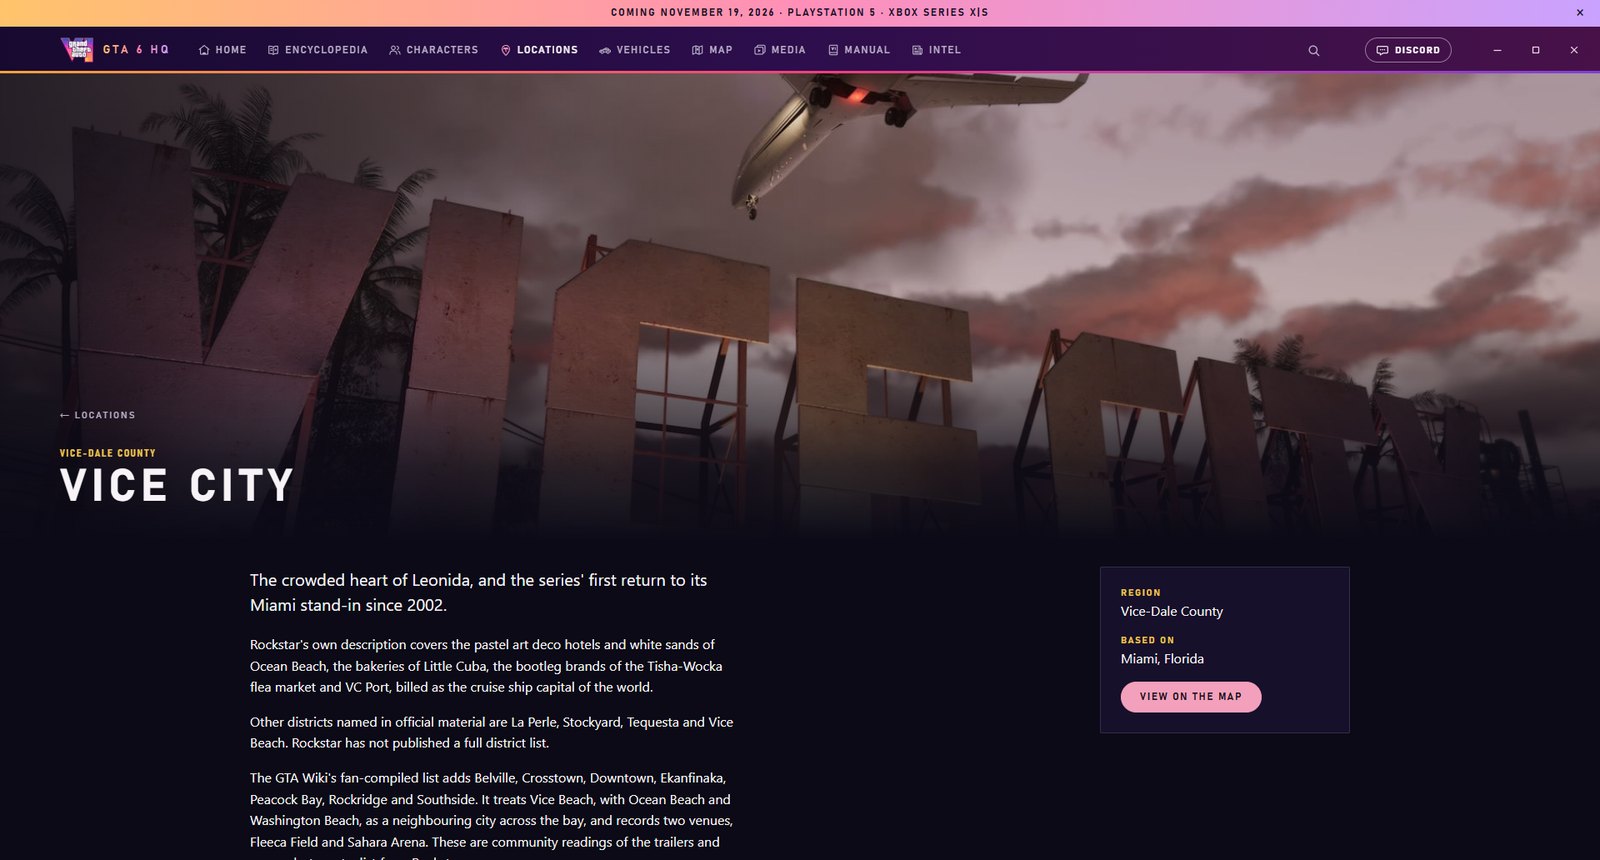 COMING NOVEMBER 19, 2026 · PLAYSTATION 5 · XBOX SERIES X|S
grand theft auto VI
GTA 6 HQ
HOME
ENCYCLOPEDIA
CHARACTERS
LOCATIONS
VEHICLES
MAP
MEDIA
MANUAL
INTEL
DISCORD
VICE CITY
← LOCATIONS
VICE-DALE COUNTY
VICE CITY
The crowded heart of Leonida, and the series' first return to its
Miami stand-in since 2002.
Rockstar's own description covers the pastel art deco hotels and white sands of
Ocean Beach, the bakeries of Little Cuba, the bootleg brands of the Tisha-Wocka
flea market and VC Port, billed as the cruise ship capital of the world.
Other districts named in official material are La Perle, Stockyard, Tequesta and Vice
Beach. Rockstar has not published a full district list.
The GTA Wiki's fan-compiled list adds Belville, Crosstown, Downtown, Ekanfinaka,
Peacock Bay, Rockridge and Southside. It treats Vice Beach, with Ocean Beach and
Washington Beach, as a neighbouring city across the bay, and records two venues,
Fleeca Field and Sahara Arena. These are community readings of the trailers and
REGION
Vice-Dale County
BASED ON
Miami, Florida
VIEW ON THE MAP